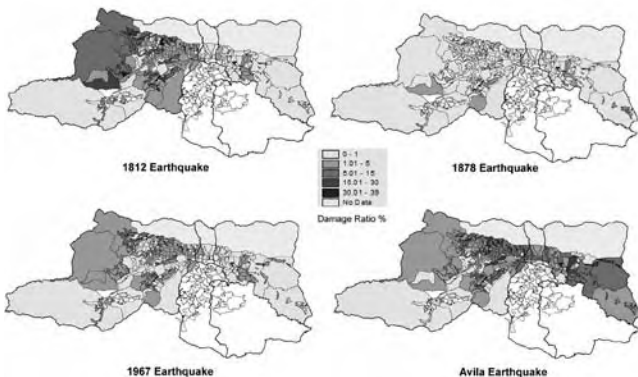 1812 Earthquake
1878 Earthquake
0 - 1
1.01 - 5
5.01 - 15
15.01 - 30
30.01 - 39
No Data
Damage Ratio %
1967 Earthquake
Avila Earthquake